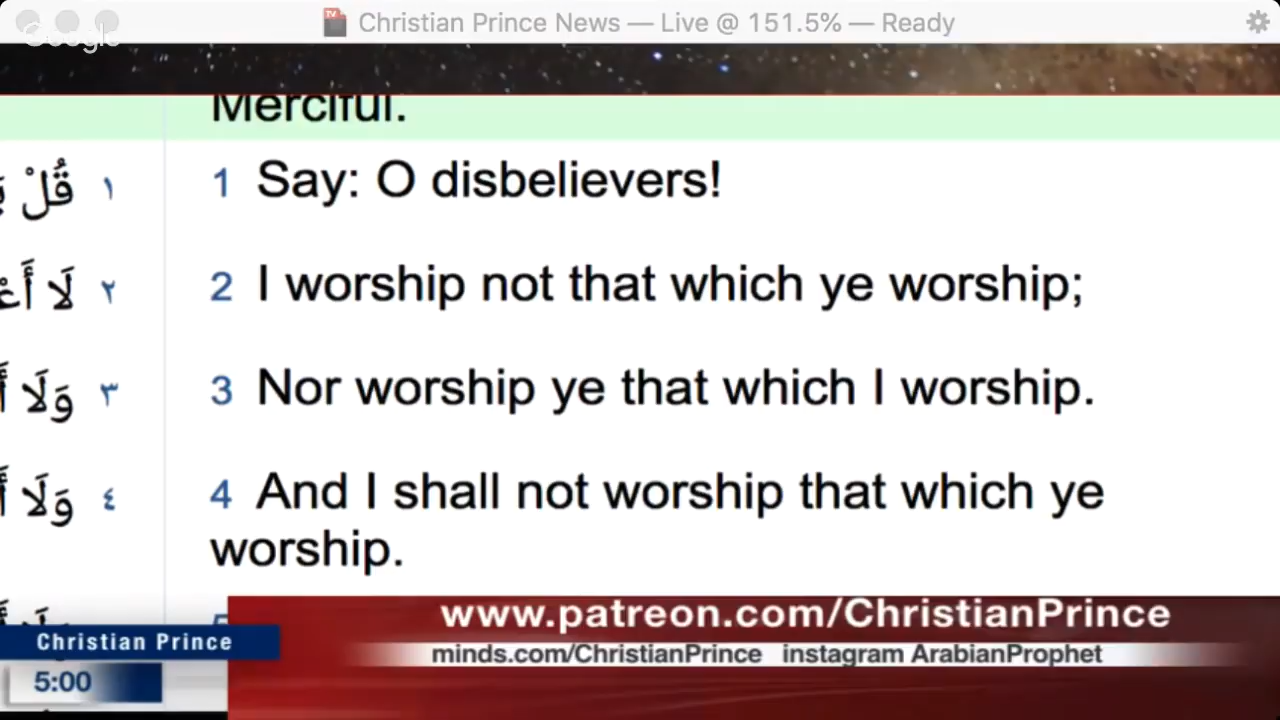 Christian Prince News — Live @ 151.5% — Ready
Google
Merciful.
قُلْ ١
1 Say: O disbelievers!
لَا ٢
2 I worship not that which ye worship;
وَلَا ٣
3 Nor worship ye that which I worship.
وَلَا ٤
4 And I shall not worship that which ye
worship.
www.patreon.com/ChristianPrince
Christian Prince
minds.com/ChristianPrince instagram ArabianProphet
5:00